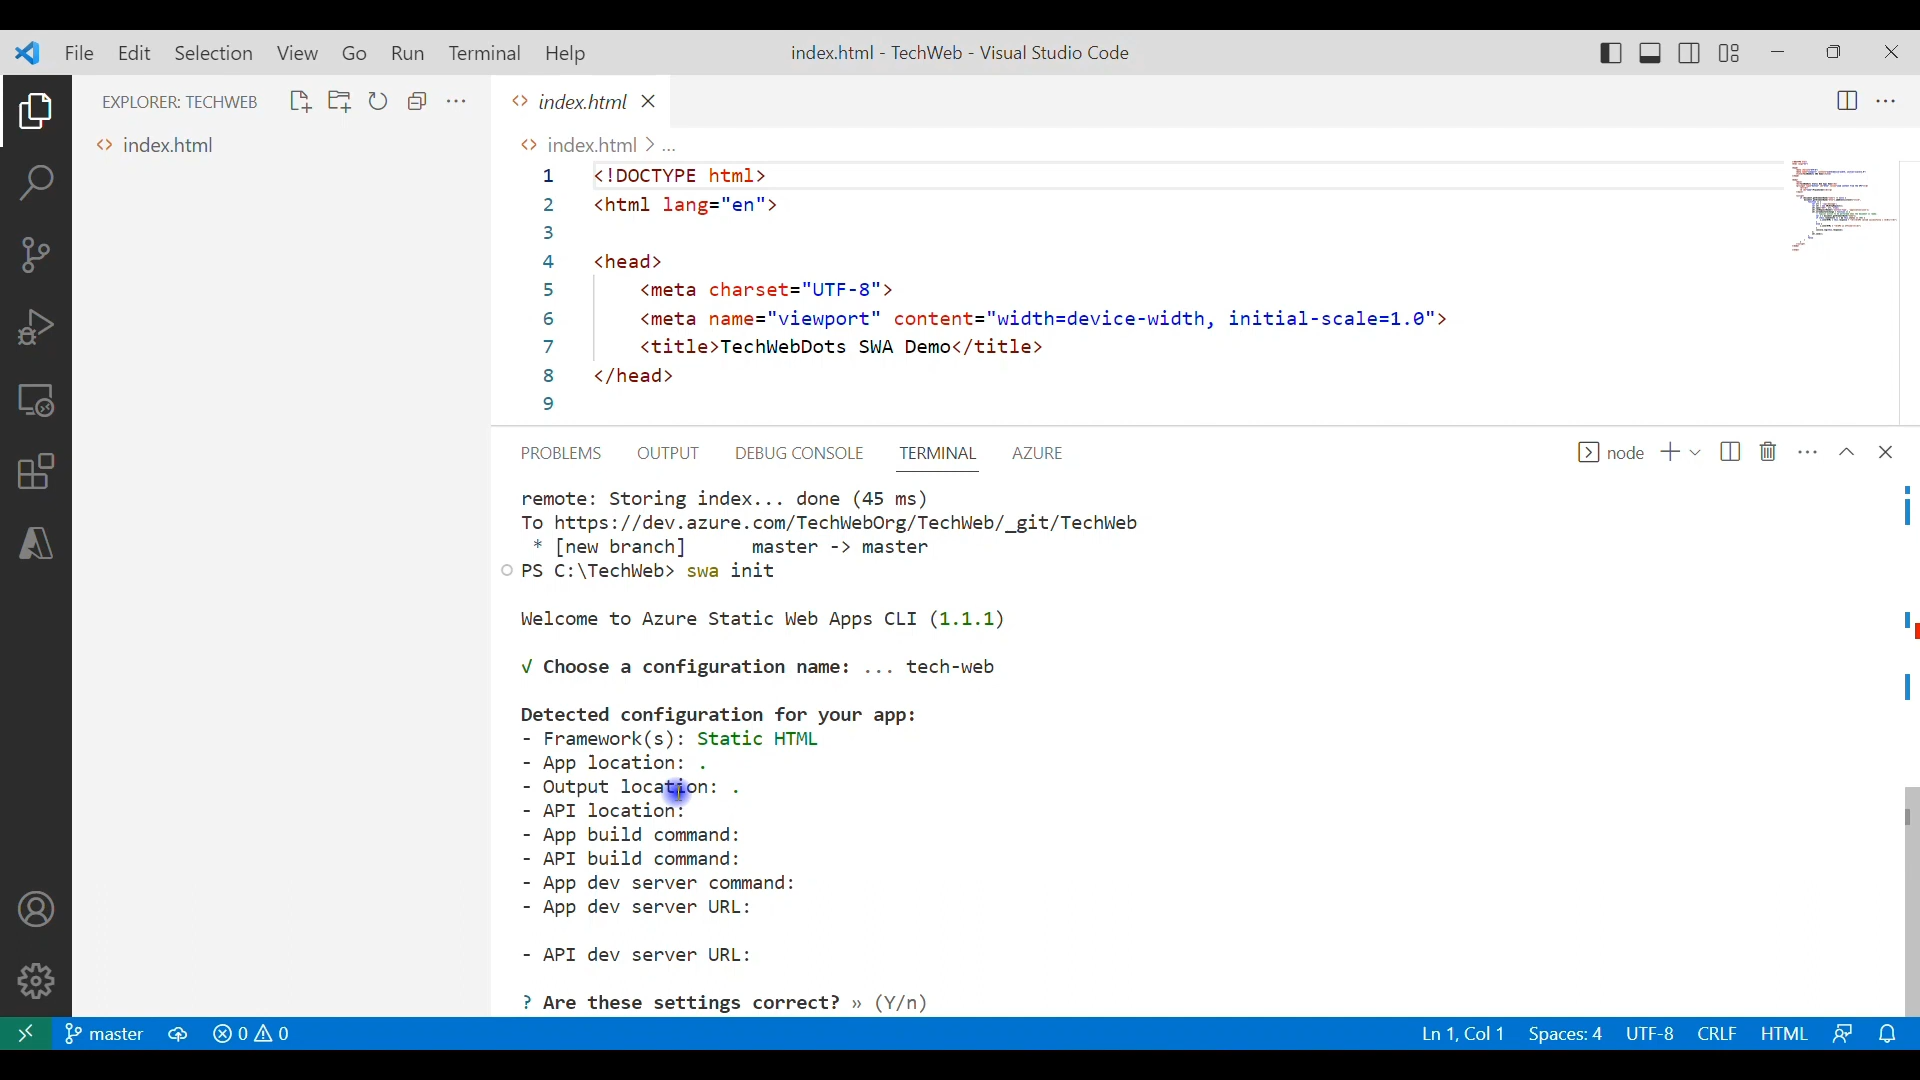 File Edit Selection View Go Run Terminal Help
index.html - TechWeb - Visual Studio Code
EXPLORER: TECHWEB
index.html
index.html
index.html > ...
1 <!DOCTYPE html>
2 <html lang="en">
3
4 <head>
5 <meta charset="UTF-8">
6 <meta name="viewport" content="width=device-width, initial-scale=1.0">
7 <title>TechWebDots SWA Demo</title>
8 </head>
9
PROBLEMS OUTPUT DEBUG CONSOLE TERMINAL AZURE
node
remote: Storing index... done (45 ms)
To https://dev.azure.com/TechWebOrg/TechWeb/_git/TechWeb
* [new branch] master -> master
PS C:\TechWeb> swa init
Welcome to Azure Static Web Apps CLI (1.1.1)
√ Choose a configuration name: ... tech-web
Detected configuration for your app:
- Framework(s): Static HTML
- App location: .
- Output location: .
- API location:
- App build command:
- API build command:
- App dev server command:
- App dev server URL:
- API dev server URL:
? Are these settings correct? » (Y/n)
master 0 0
Ln 1, Col 1 Spaces: 4 UTF-8 CRLF HTML